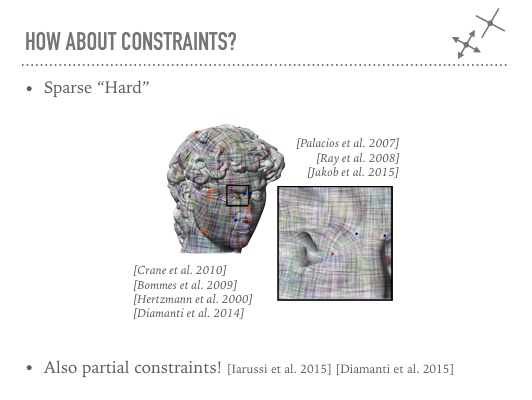 HOW ABOUT CONSTRAINTS?
• Sparse “Hard”
[Palacios et al. 2007]
[Ray et al. 2008]
[Jakob et al. 2015]
[Crane et al. 2010]
[Bommes et al. 2009]
[Hertzmann et al. 2000]
[Diamanti et al. 2014]
• Also partial constraints! [Iarussi et al. 2015] [Diamanti et al. 2015]